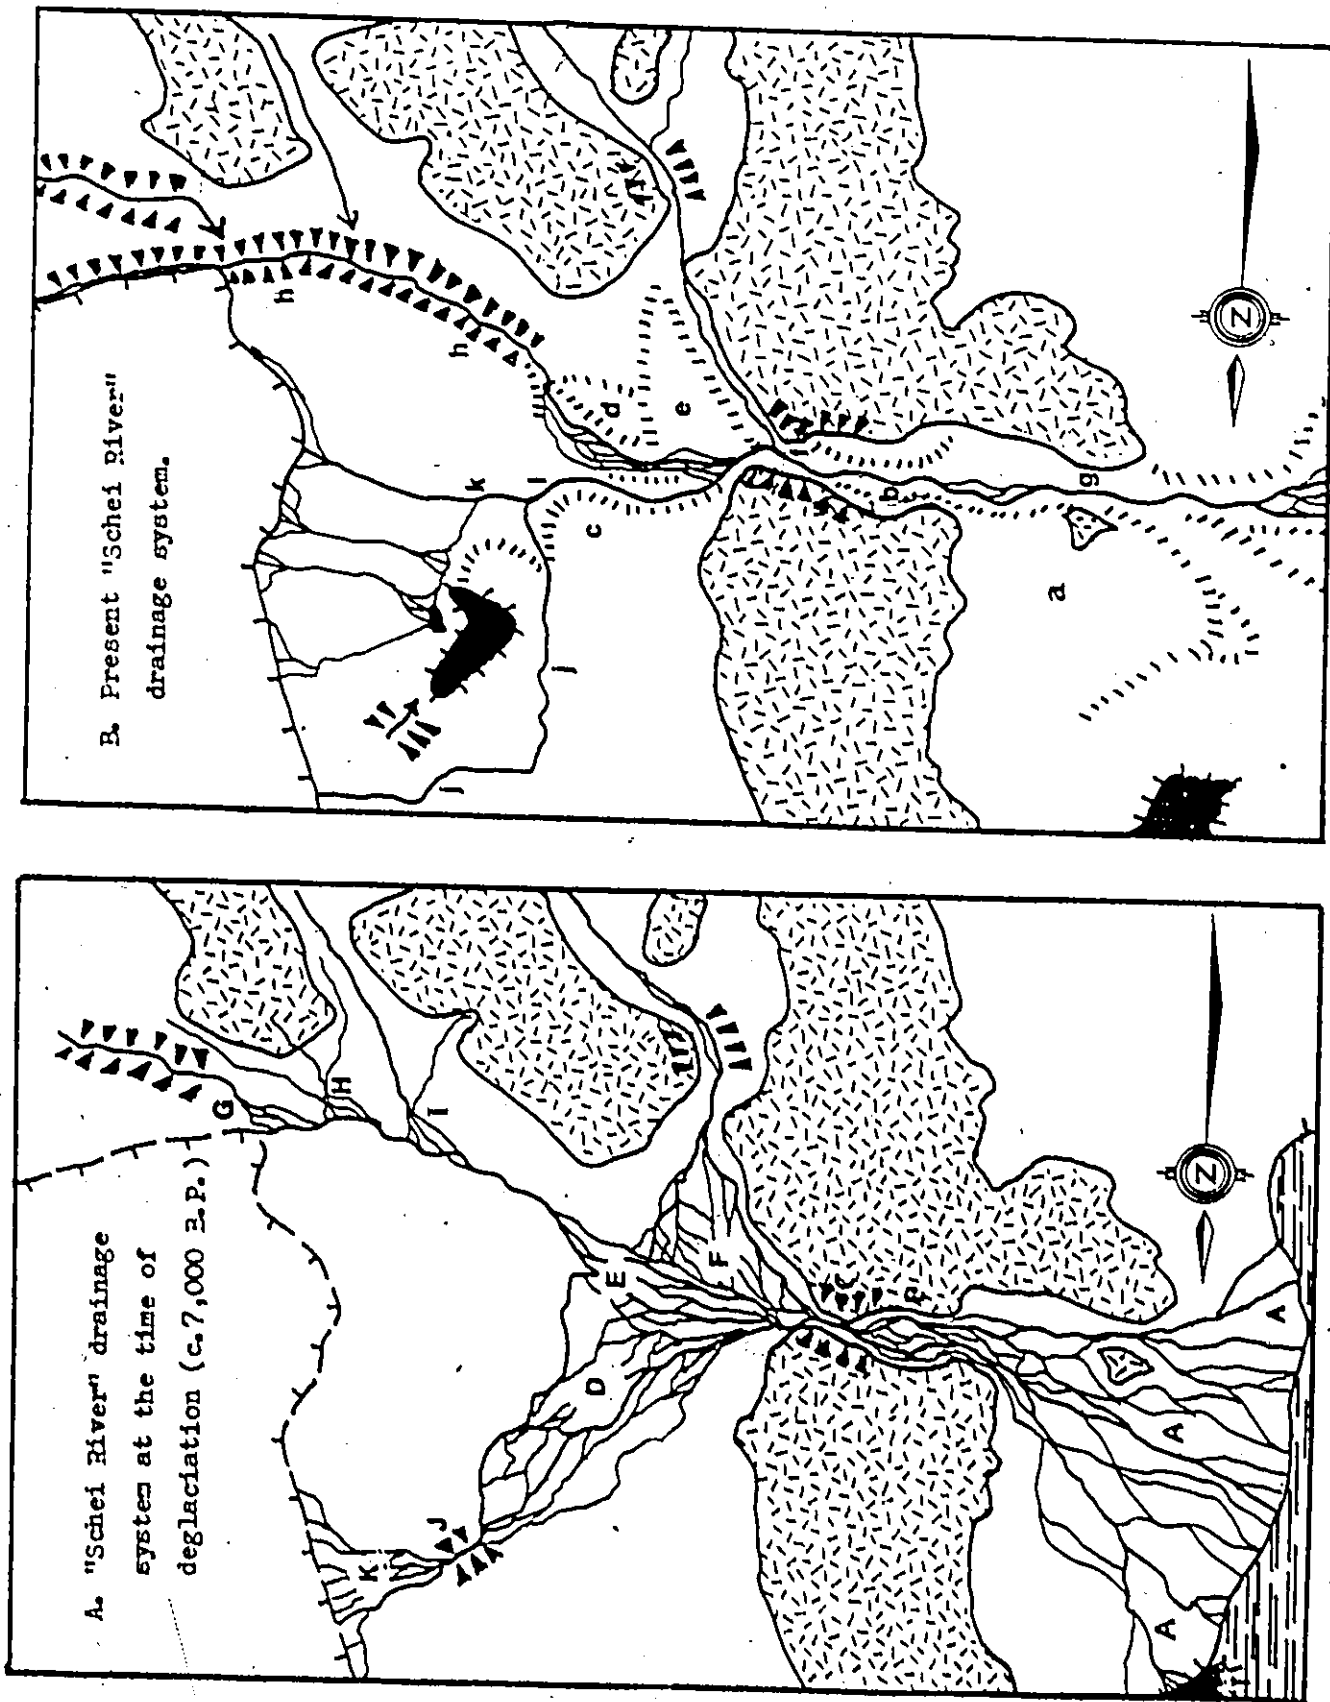 A. "Schei River" drainage
system at the time of
deglaciation (c.7,000 B.P.)
A
A
A
B
C
D
E
F
G
H
I
J
K
N
B. Present "Schei River"
drainage system.
a
b
c
d
e
g
h
h
j
k
l
N